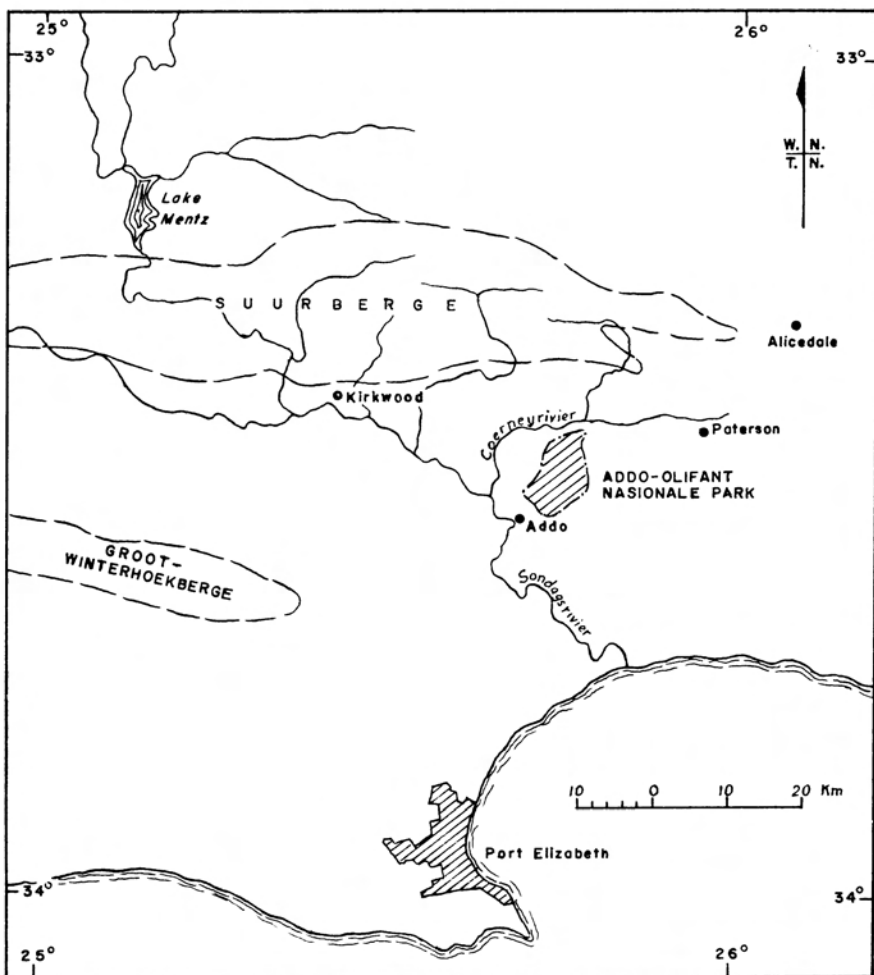 25°
26°
33°
33°
W. N.
T. N.
Lake
Mentz
SUURBERGE
Alicedale
Kirkwood
Coerneyrivier
Paterson
ADDO-OLIFANT
NASIONALE PARK
Addo
GROOT-
WINTERHOEKBERGE
Sondagsrivier
10 0 10 20 Km
Port Elizabeth
34°
34°
25°
26°